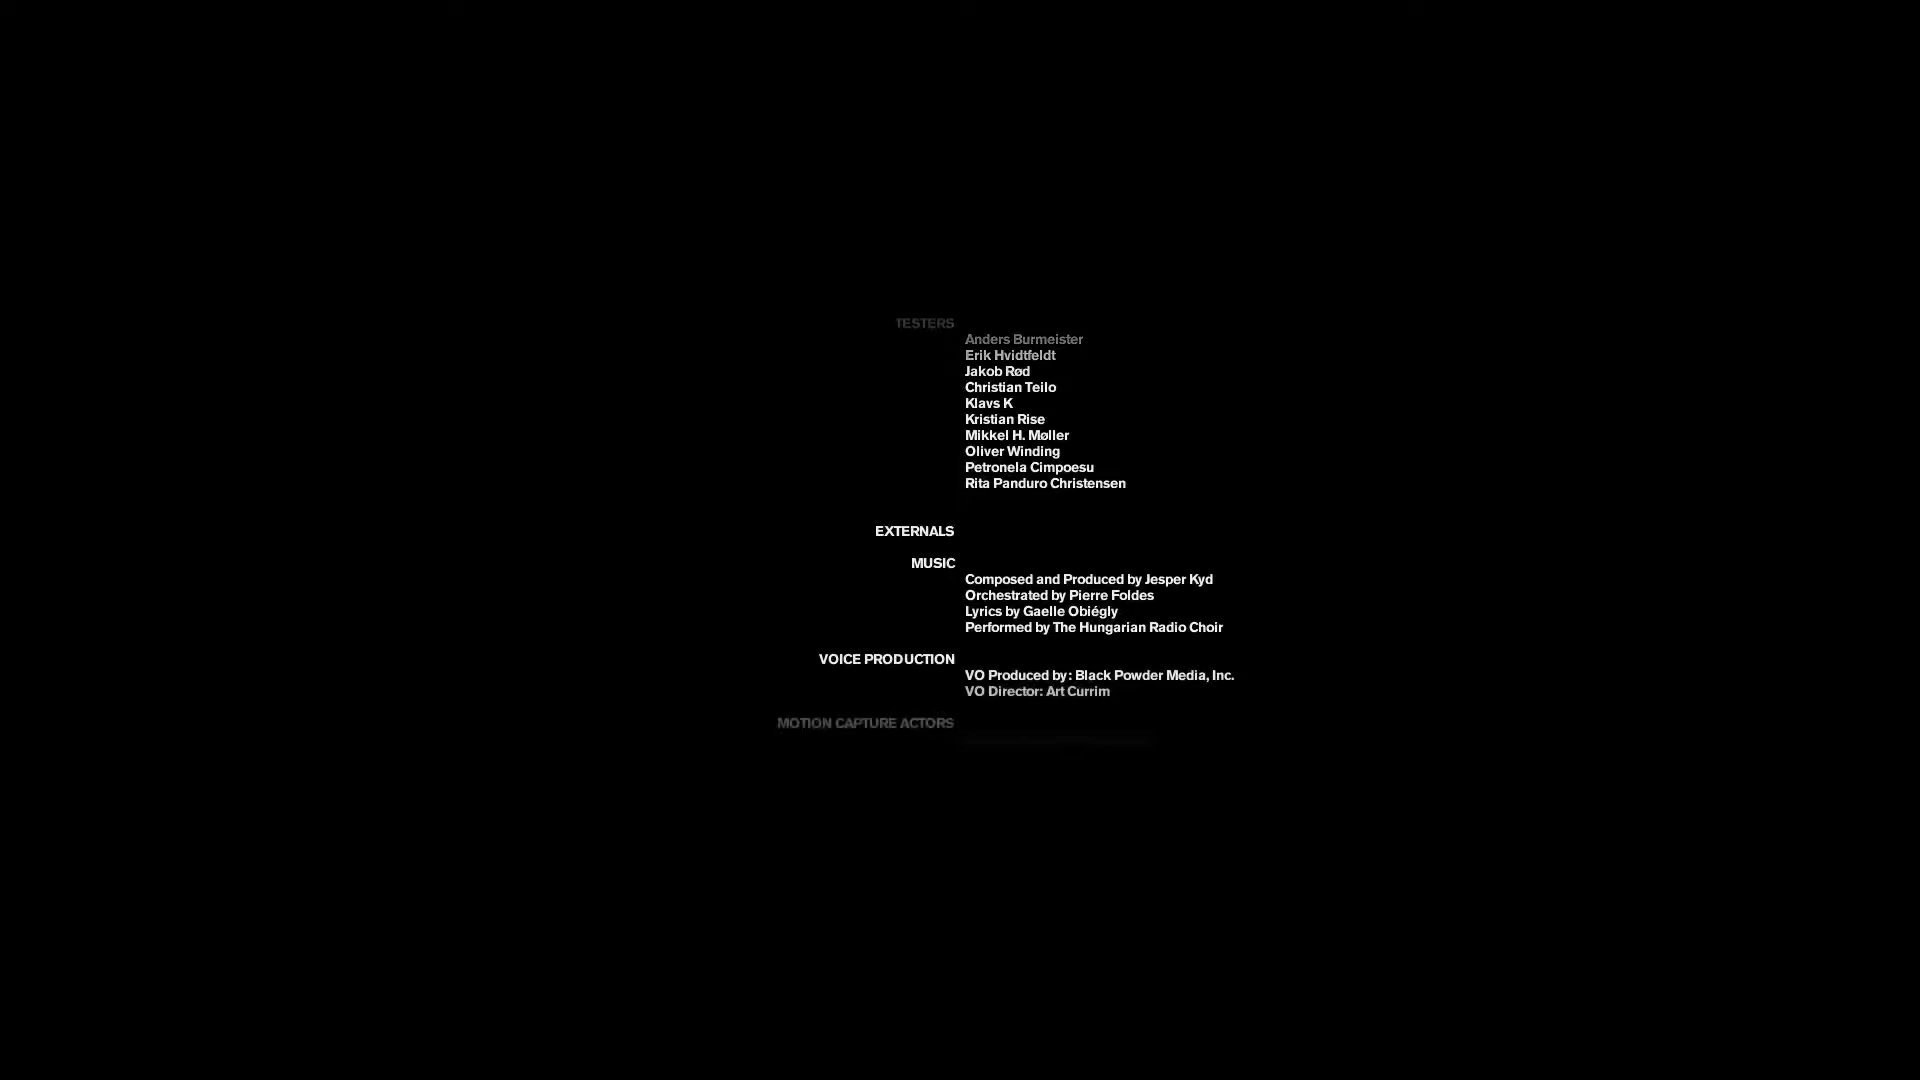 TESTERS
Anders Burmeister
Erik Hvidtfeldt
Jakob Rød
Christian Teilo
Klavs K
Kristian Rise
Mikkel H. Møller
Oliver Winding
Petronela Cimpoesu
Rita Panduro Christensen
EXTERNALS
MUSIC
Composed and Produced by Jesper Kyd
Orchestrated by Pierre Foldes
Lyrics by Gaelle Obiégly
Performed by The Hungarian Radio Choir
VOICE PRODUCTION
VO Produced by: Black Powder Media, Inc.
VO Director: Art Currim
MOTION CAPTURE ACTORS